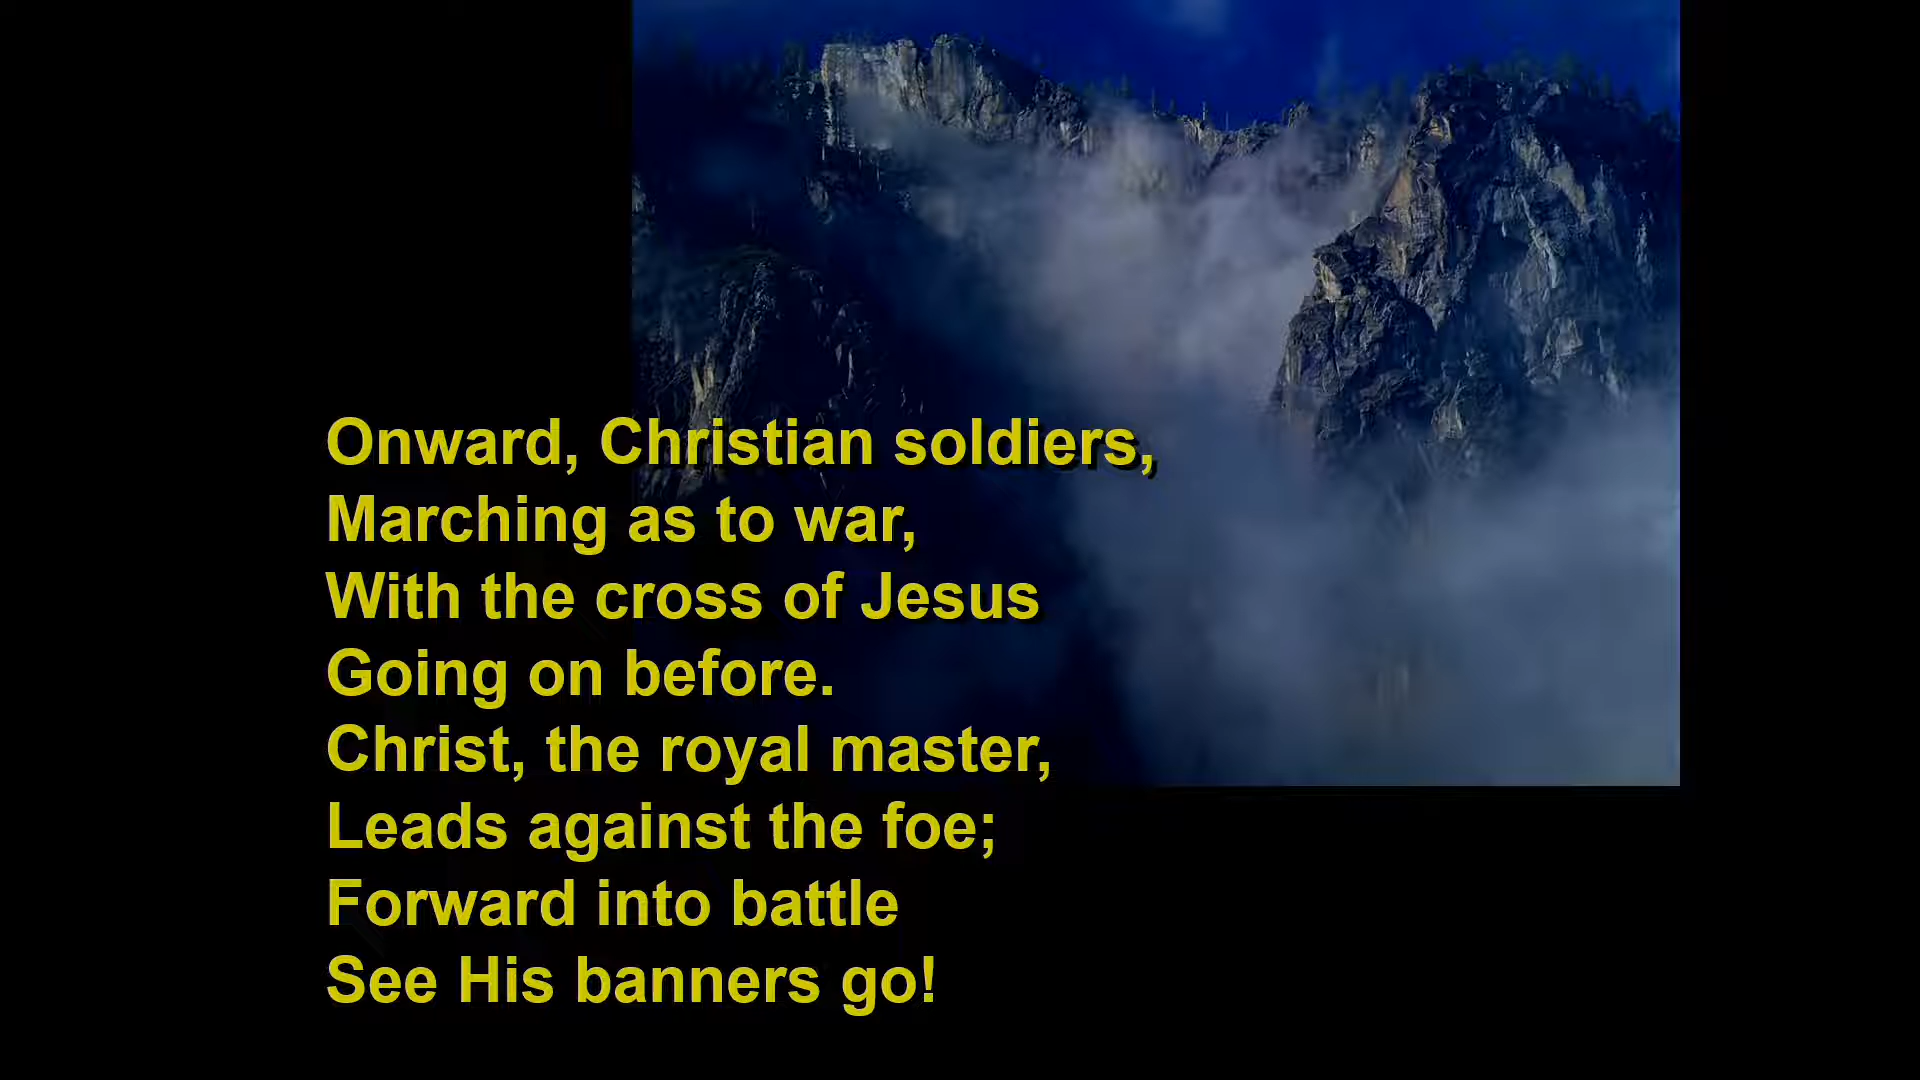 Onward, Christian soldiers,
Marching as to war,
With the cross of Jesus
Going on before.
Christ, the royal master,
Leads against the foe;
Forward into battle
See His banners go!